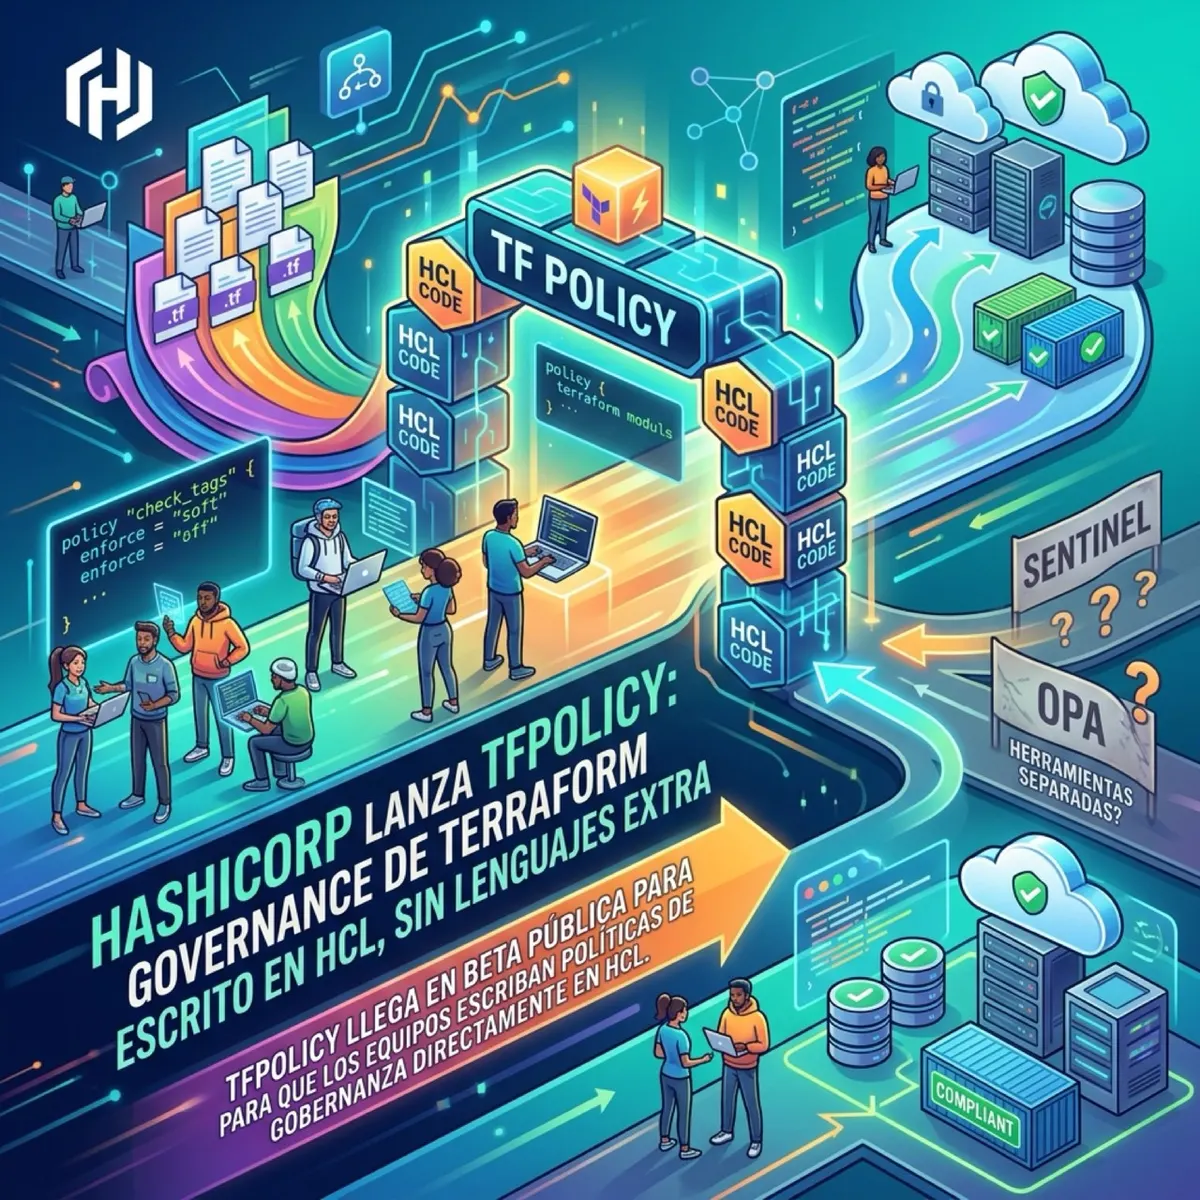 .tf
.tf
.tf
TF POLICY
HCL
CODE
HCL
CODE
HCL
CODE
policy {
terraform moduls
} ...
HCL
CODE
HCL
CODE
HCL
CODE
HCL
CODE
HCL
CODE
policy "check_tags" {
enforce = "soft"
enforce = "off"
...
}
SENTINEL
? ? ?
OPA
?
HERRAMIENTAS
SEPARADAS?
HASHICORP LANZA TFPOLICY:
GOVERNANCE DE TERRAFORM
ESCRITO EN HCL, SIN LENGUAJES EXTRA
TFPOLICY LLEGA EN BETA PÚBLICA PARA
PARA QUE LOS EQUIPOS ESCRIBAN POLÍTICAS DE
GOBERNANZA DIRECTAMENTE EN HCL.
COMPLIANT